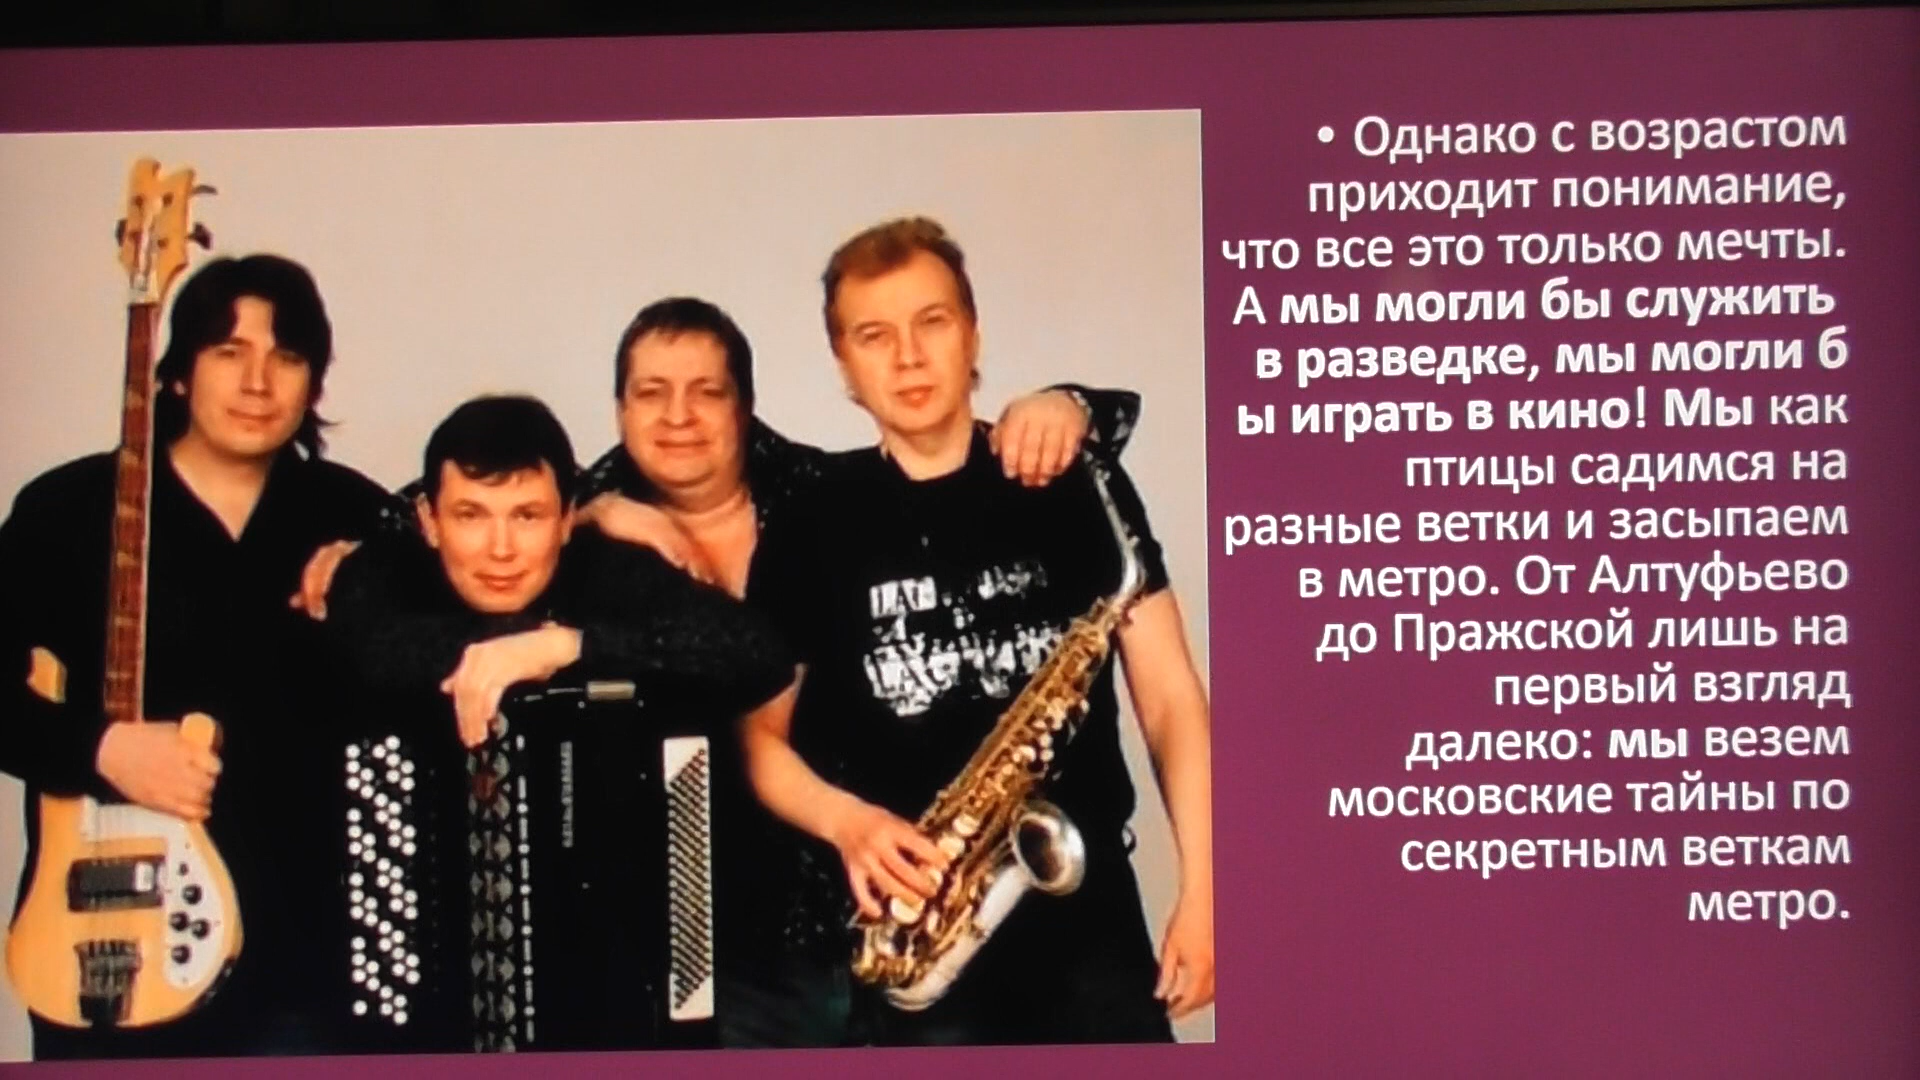 • Однако с возрастом
приходит понимание,
что все это только мечты.
А мы могли бы служить
в разведке, мы могли б
ы играть в кино! Мы как
птицы садимся на
разные ветки и засыпаем
в метро. От Алтуфьево
до Пражской лишь на
первый взгляд
далеко: мы везем
московские тайны по
секретным веткам
метро.